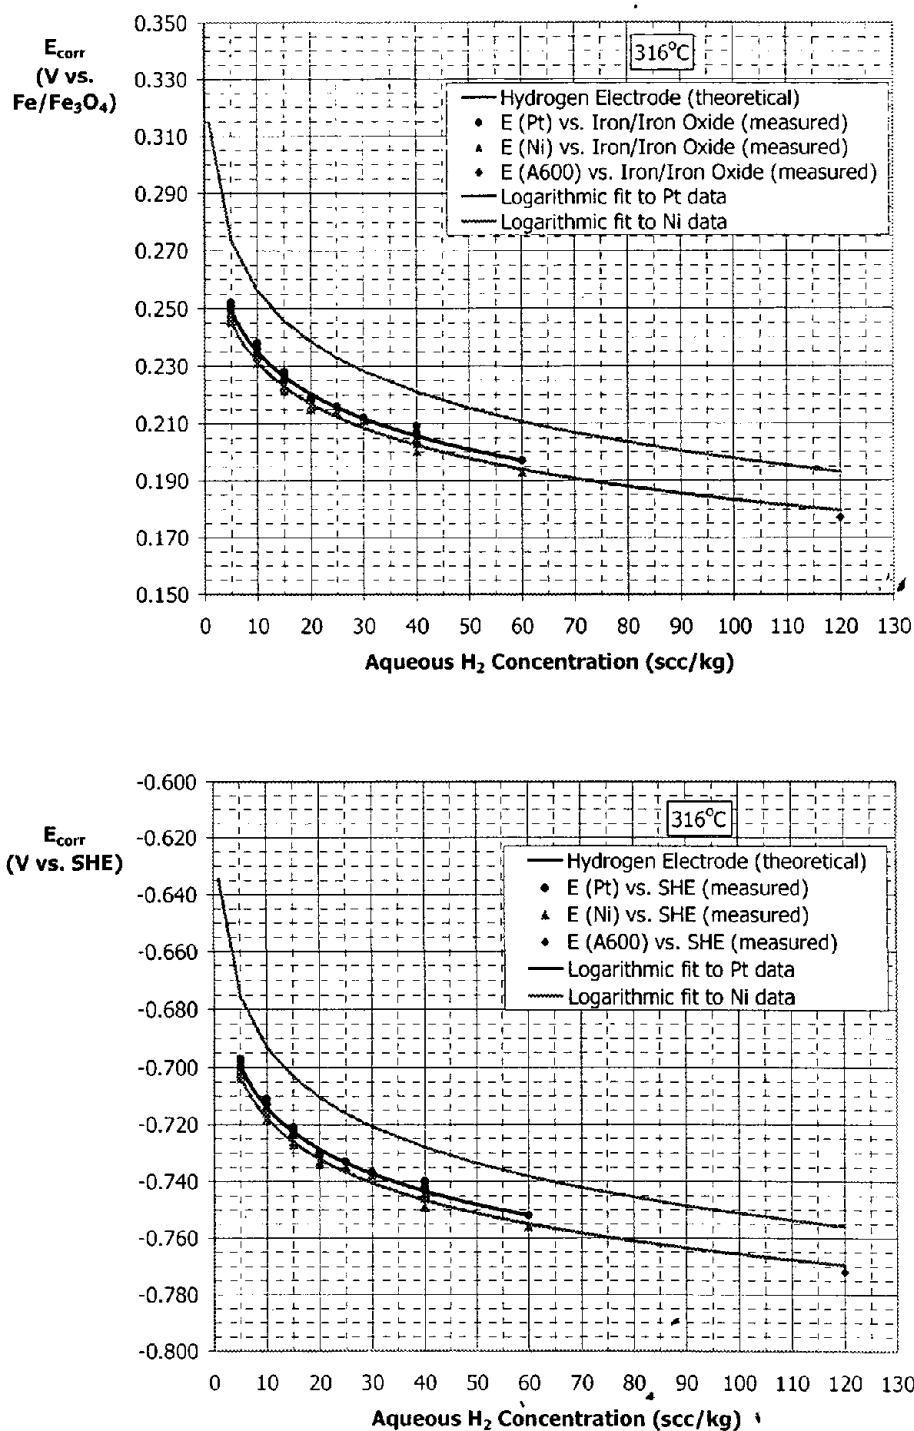 0.350
0.330
0.310
0.290
0.270
0.250
0.230
0.210
0.190
0.170
0.150
E_corr
(V vs.
Fe/Fe₃O₄)
316°C
Hydrogen Electrode (theoretical)
E (Pt) vs. Iron/Iron Oxide (measured)
E (Ni) vs. Iron/Iron Oxide (measured)
E (A600) vs. Iron/Iron Oxide (measured)
Logarithmic fit to Pt data
Logarithmic fit to Ni data
0 10 20 30 40 50 60 70 80 90 100 110 120 130
Aqueous H₂ Concentration (scc/kg)
-0.600
-0.620
-0.640
-0.660
-0.680
-0.700
-0.720
-0.740
-0.760
-0.780
-0.800
E_corr
(V vs. SHE)
316°C
Hydrogen Electrode (theoretical)
E (Pt) vs. SHE (measured)
E (Ni) vs. SHE (measured)
E (A600) vs. SHE (measured)
Logarithmic fit to Pt data
Logarithmic fit to Ni data
0 10 20 30 40 50 60 70 80 90 100 110 120 130
Aqueous H₂ Concentration (scc/kg)